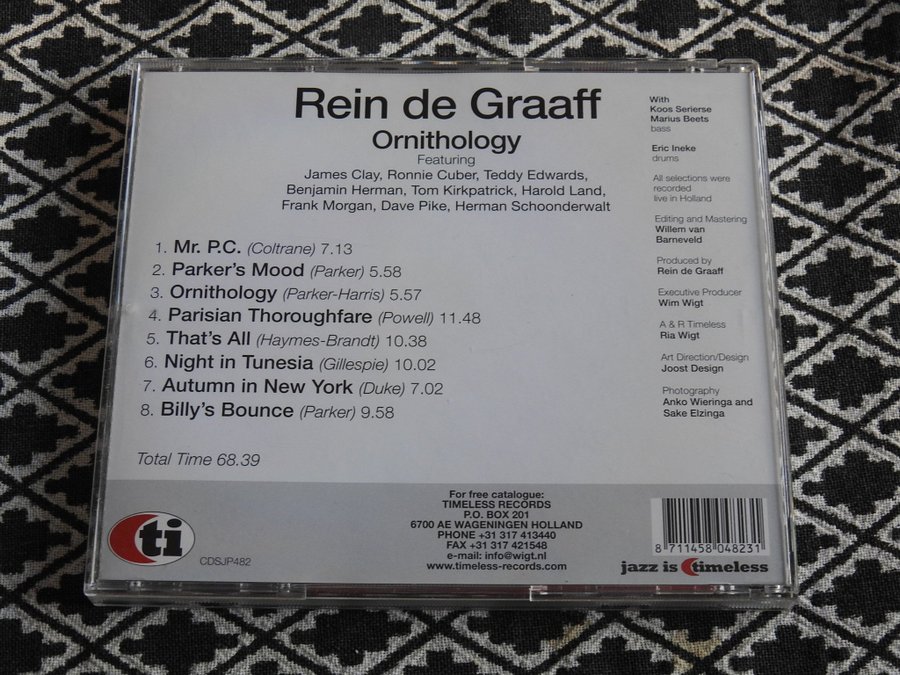 Rein de Graaff
Ornithology
Featuring
James Clay, Ronnie Cuber, Teddy Edwards,
Benjamin Herman, Tom Kirkpatrick, Harold Land,
Frank Morgan, Dave Pike, Herman Schoonderwalt
1. Mr. P.C. (Coltrane) 7.13
2. Parker's Mood (Parker) 5.58
3. Ornithology (Parker-Harris) 5.57
4. Parisian Thoroughfare (Powell) 11.48
5. That's All (Haymes-Brandt) 10.38
6. Night in Tunesia (Gillespie) 10.02
7. Autumn in New York (Duke) 7.02
8. Billy's Bounce (Parker) 9.58
Total Time 68.39
With
Koos Serierse
Marius Beets
bass
Eric Ineke
drums
All selections were
recorded
live in Holland
Editing and Mastering
Willem van
Barneveld
Produced by
Rein de Graaff
Executive Producer
Wim Wigt
A & R Timeless
Ria Wigt
Art Direction/Design
Joost Design
Photography
Anko Wieringa and
Sake Elzinga
ti
CDSJP482
For free catalogue:
TIMELESS RECORDS
P.O. BOX 201
6700 AE WAGENINGEN HOLLAND
PHONE +31 317 413440
FAX +31 317 421548
e-mail: info@wigt.nl
www.timeless-records.com
8 711458 048231
jazz is timeless